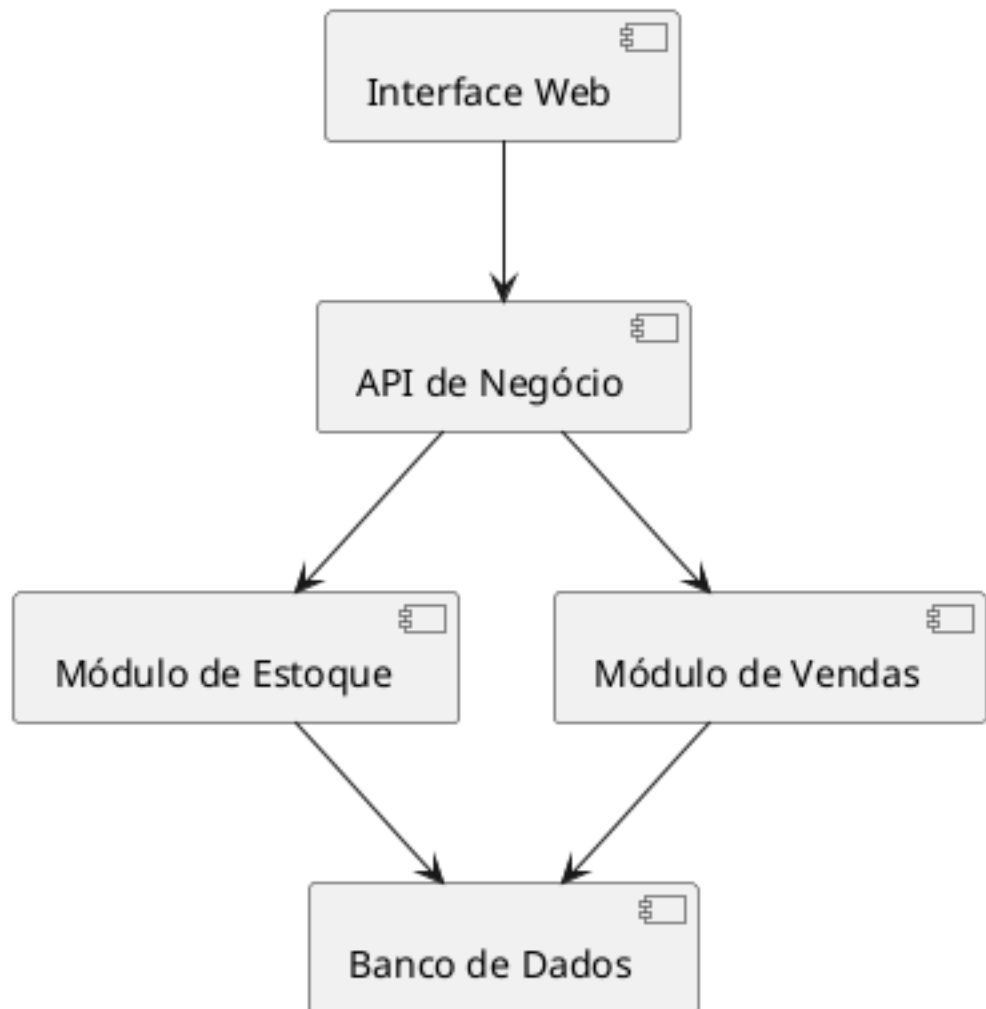 Interface Web
API de Negócio
Módulo de Estoque
Módulo de Vendas
Banco de Dados